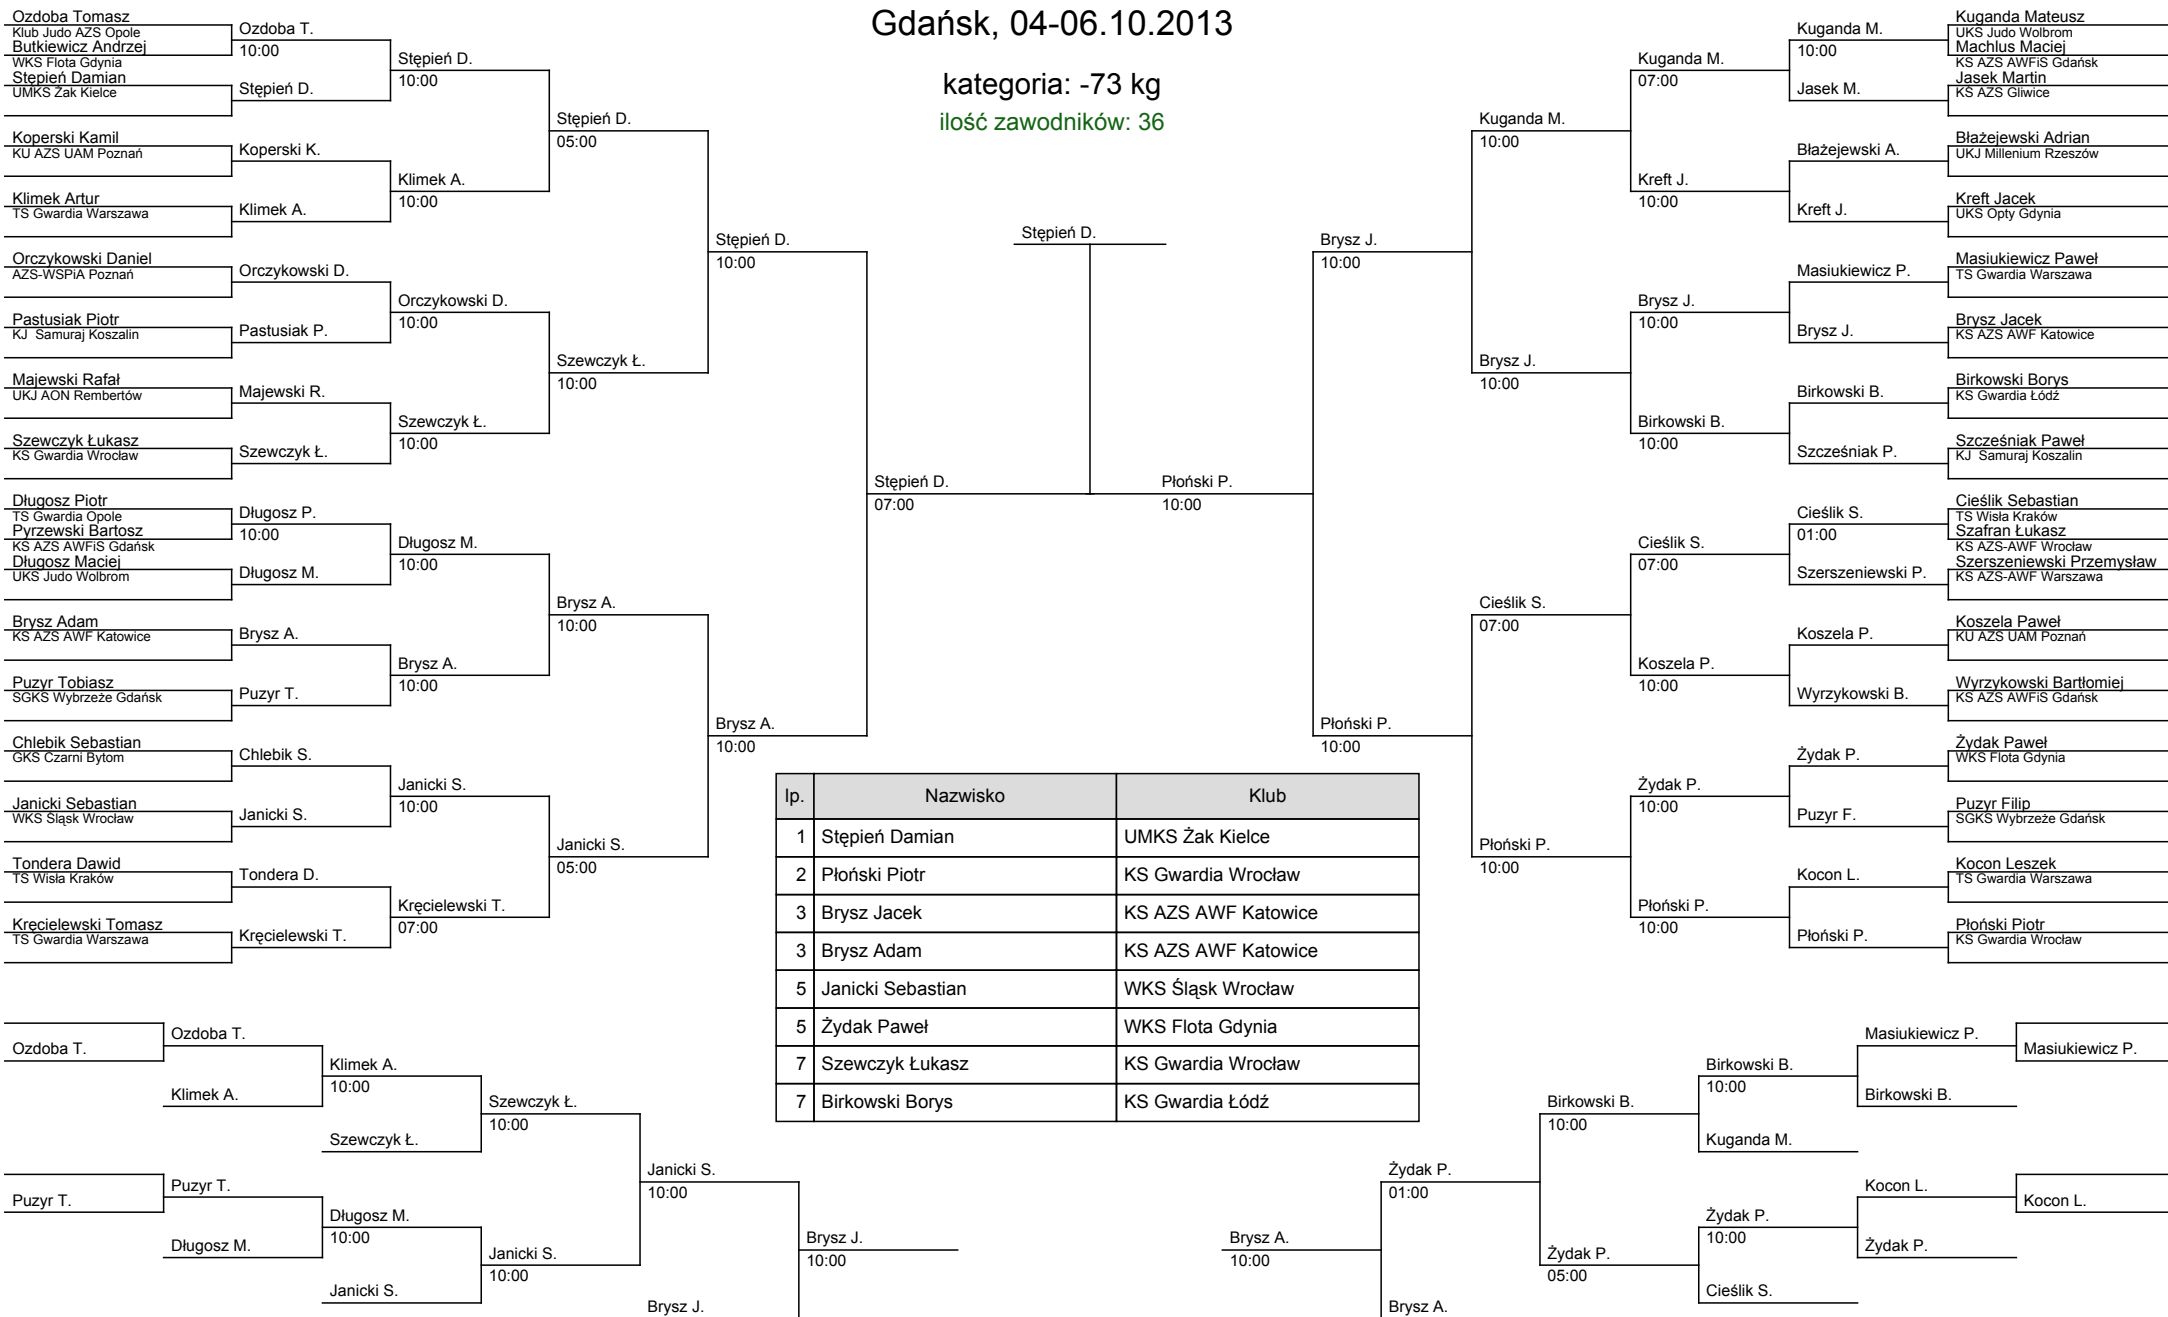 Gdańsk, 04-06.10.2013
kategoria: -73 kg
ilość zawodników: 36
Ozdoba Tomasz
Klub Judo AZS Opole
Butkiewicz Andrzej
WKS Flota Gdynia
Stępień Damian
UMKS Żak Kielce
Koperski Kamil
KU AZS UAM Poznań
Klimek Artur
TS Gwardia Warszawa
Orczykowski Daniel
AZS-WSPiA Poznań
Pastusiak Piotr
KJ Samuraj Koszalin
Majewski Rafał
UKJ AON Rembertów
Szewczyk Łukasz
KS Gwardia Wrocław
Długosz Piotr
TS Gwardia Opole
Pyrzewski Bartosz
KS AZS AWFiS Gdańsk
Długosz Maciej
UKS Judo Wolbrom
Brysz Adam
KS AZS AWF Katowice
Puzyr Tobiasz
SGKS Wybrzeże Gdańsk
Chlebik Sebastian
GKS Czarni Bytom
Janicki Sebastian
WKS Śląsk Wrocław
Tondera Dawid
TS Wisła Kraków
Kręcielewski Tomasz
TS Gwardia Warszawa
Ozdoba T.
10:00
Stępień D.
Koperski K.
Klimek A.
Orczykowski D.
Pastusiak P.
Majewski R.
Szewczyk Ł.
Długosz P.
10:00
Długosz M.
Brysz A.
Puzyr T.
Chlebik S.
Janicki S.
Tondera D.
Kręcielewski T.
Stępień D.
10:00
Klimek A.
10:00
Orczykowski D.
10:00
Szewczyk Ł.
10:00
Długosz M.
10:00
Brysz A.
10:00
Janicki S.
10:00
Kręcielewski T.
07:00
Stępień D.
05:00
Szewczyk Ł.
10:00
Brysz A.
10:00
Janicki S.
05:00
Stępień D.
10:00
Brysz A.
10:00
Stępień D.
07:00
Stępień D.
Płoński P.
10:00
Brysz J.
10:00
Płoński P.
10:00
Kuganda M.
10:00
Brysz J.
10:00
Cieślik S.
07:00
Płoński P.
10:00
Kuganda M.
07:00
Kreft J.
10:00
Brysz J.
10:00
Birkowski B.
10:00
Cieślik S.
07:00
Koszela P.
10:00
Żydak P.
10:00
Płoński P.
10:00
Kuganda M.
10:00
Jasek M.
Błażejewski A.
Kreft J.
Masiukiewicz P.
Brysz J.
Birkowski B.
Szcześniak P.
Cieślik S.
01:00
Szerszeniewski P.
Koszela P.
Wyrzykowski B.
Żydak P.
Puzyr F.
Kocon L.
Płoński P.
Kuganda Mateusz
UKS Judo Wolbrom
Machlus Maciej
KS AZS AWFiS Gdańsk
Jasek Martin
KS AZS Gliwice
Błażejewski Adrian
UKJ Millenium Rzeszów
Kreft Jacek
UKS Opty Gdynia
Masiukiewicz Paweł
TS Gwardia Warszawa
Brysz Jacek
KS AZS AWF Katowice
Birkowski Borys
KS Gwardia Łódź
Szcześniak Paweł
KJ Samuraj Koszalin
Cieślik Sebastian
TS Wisła Kraków
Szafran Łukasz
KS AZS-AWF Wrocław
Szerszeniewski Przemysław
KS AZS-AWF Warszawa
Koszela Paweł
KU AZS UAM Poznań
Wyrzykowski Bartłomiej
KS AZS AWFiS Gdańsk
Żydak Paweł
WKS Flota Gdynia
Puzyr Filip
SGKS Wybrzeże Gdańsk
Kocon Leszek
TS Gwardia Warszawa
Płoński Piotr
KS Gwardia Wrocław
lp. Nazwisko Klub
1 Stępień Damian UMKS Żak Kielce
2 Płoński Piotr KS Gwardia Wrocław
3 Brysz Jacek KS AZS AWF Katowice
3 Brysz Adam KS AZS AWF Katowice
5 Janicki Sebastian WKS Śląsk Wrocław
5 Żydak Paweł WKS Flota Gdynia
7 Szewczyk Łukasz KS Gwardia Wrocław
7 Birkowski Borys KS Gwardia Łódź
Ozdoba T.
Puzyr T.
Ozdoba T.
Klimek A.
Puzyr T.
Długosz M.
Klimek A.
10:00
Szewczyk Ł.
Długosz M.
10:00
Janicki S.
Szewczyk Ł.
10:00
Janicki S.
10:00
Janicki S.
10:00
Brysz J.
Brysz J.
10:00
Brysz A.
10:00
Żydak P.
01:00
Brysz A.
Birkowski B.
10:00
Żydak P.
05:00
Birkowski B.
10:00
Kuganda M.
Żydak P.
10:00
Cieślik S.
Masiukiewicz P.
Birkowski B.
Kocon L.
Żydak P.
Masiukiewicz P.
Kocon L.